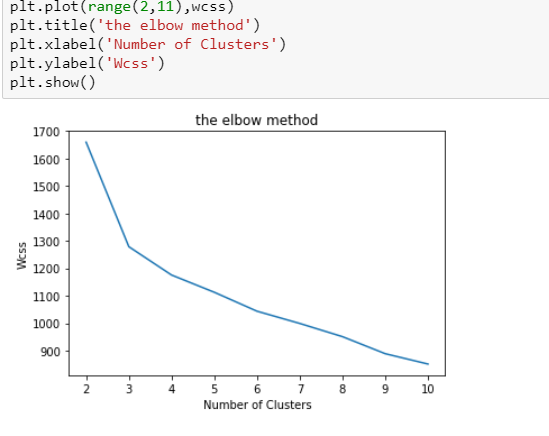 plt.plot(range(2,11),wcss)
plt.title('the elbow method')
plt.xlabel('Number of Clusters')
plt.ylabel('Wcss')
plt.show()
the elbow method
1700
1600
1500
1400
1300
1200
1100
1000
900
Wcss
2 3 4 5 6 7 8 9 10
Number of Clusters